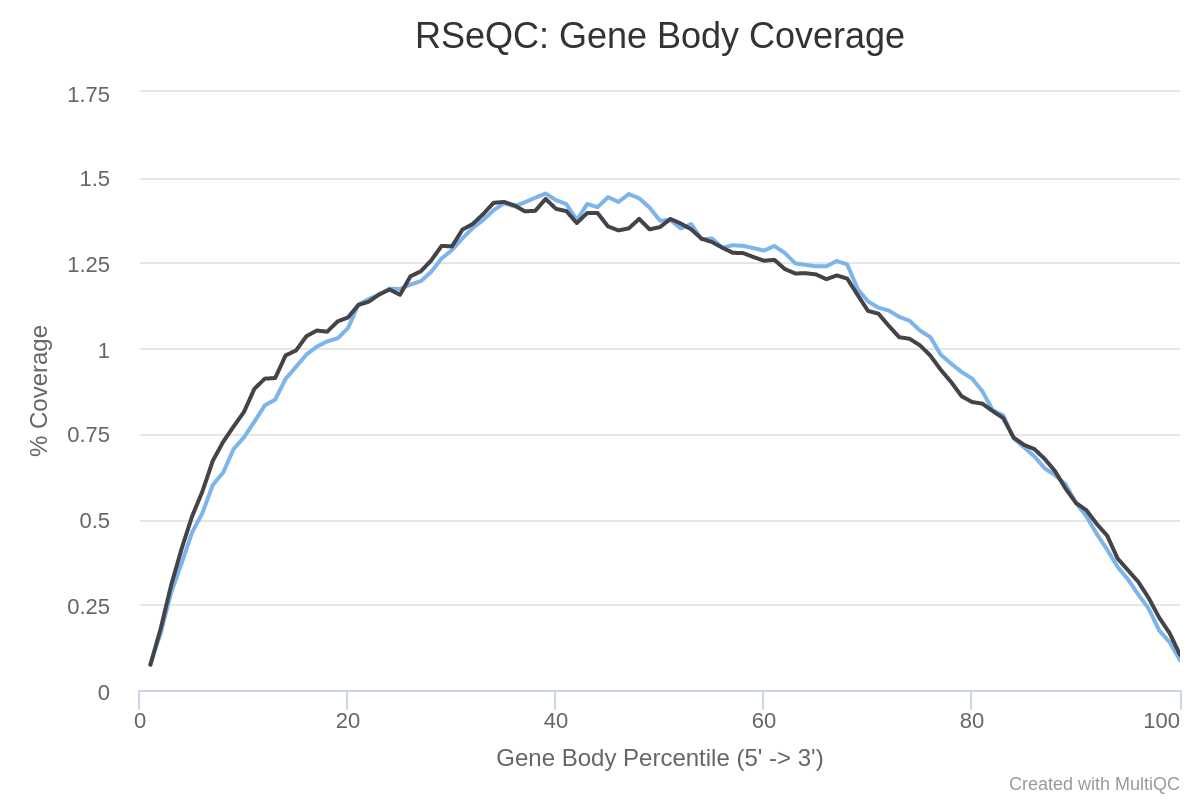 RSeQC: Gene Body Coverage
1.75
1.5
1.25
1
0.75
0.5
0.25
0
% Coverage
0 20 40 60 80 100
Gene Body Percentile (5' -> 3')
Created with MultiQC